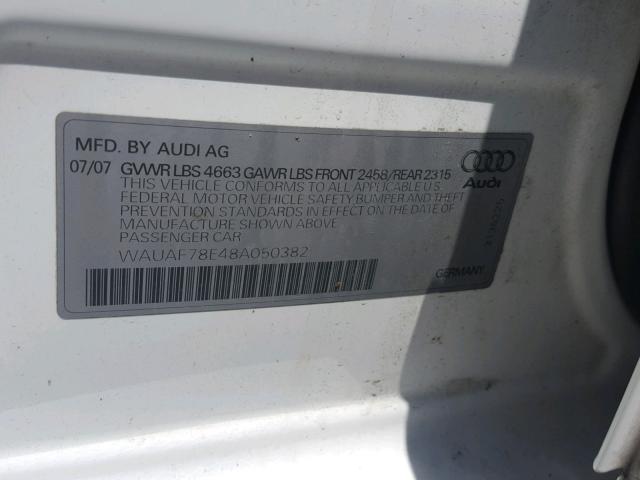 MFD. BY AUDI AG
07/07 GVWR LBS 4663 GAWR LBS FRONT 2458/REAR 2315
THIS VEHICLE CONFORMS TO ALL APPLICABLE U.S.
FEDERAL MOTOR VEHICLE SAFETY BUMPER AND THEFT
PREVENTION STANDARDS IN EFFECT ON THE DATE OF
MANUFACTURE SHOWN ABOVE.
PASSENGER CAR
WAUAF78E48A050382
Audi
GERMANY